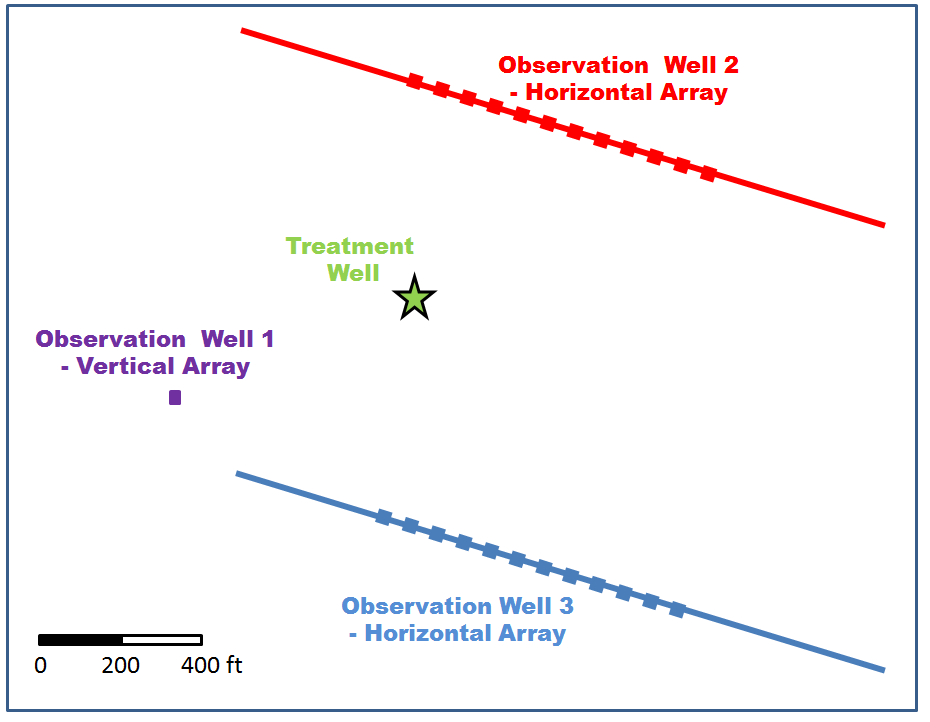 Observation  Well 2
- Horizontal Array
Treatment
Well
Observation  Well 1
- Vertical Array
Observation Well 3
- Horizontal Array
0 200 400 ft